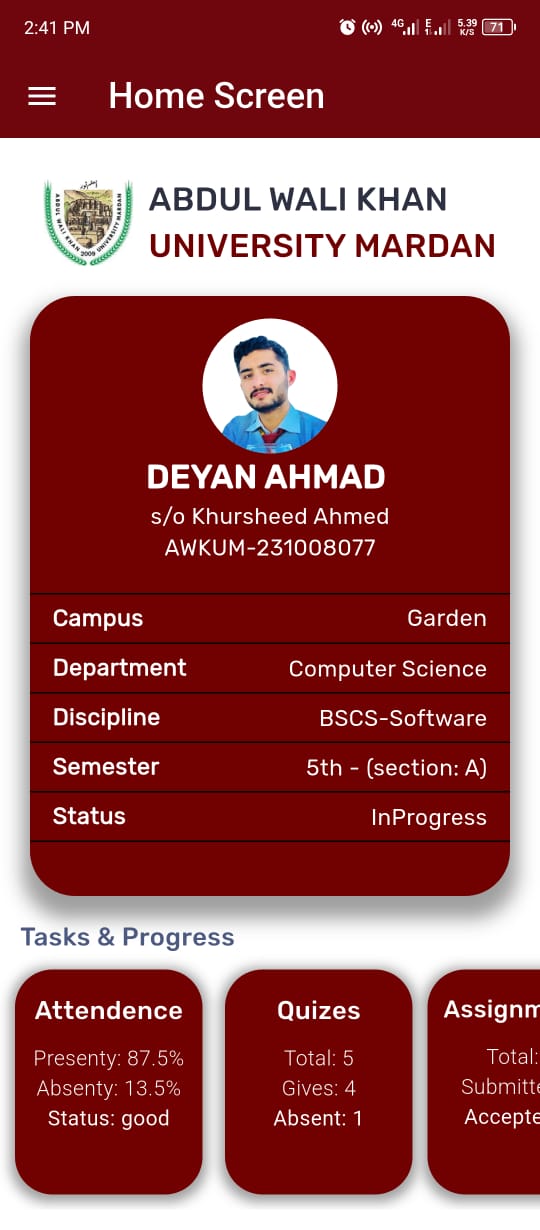 2:41 PM
4G E 5.39 K/S 71
Home Screen
ABDUL WALI KHAN UNIVERSITY MARDAN
2009
ABDUL WALI KHAN
UNIVERSITY MARDAN
DEYAN AHMAD
s/o Khursheed Ahmed
AWKUM-231008077
Campus Garden
Department Computer Science
Discipline BSCS-Software
Semester 5th - (section: A)
Status InProgress
Tasks & Progress
Attendence
Presenty: 87.5%
Absenty: 13.5%
Status: good
Quizes
Total: 5
Gives: 4
Absent: 1
Assignm
Total:
Submitte
Accepte